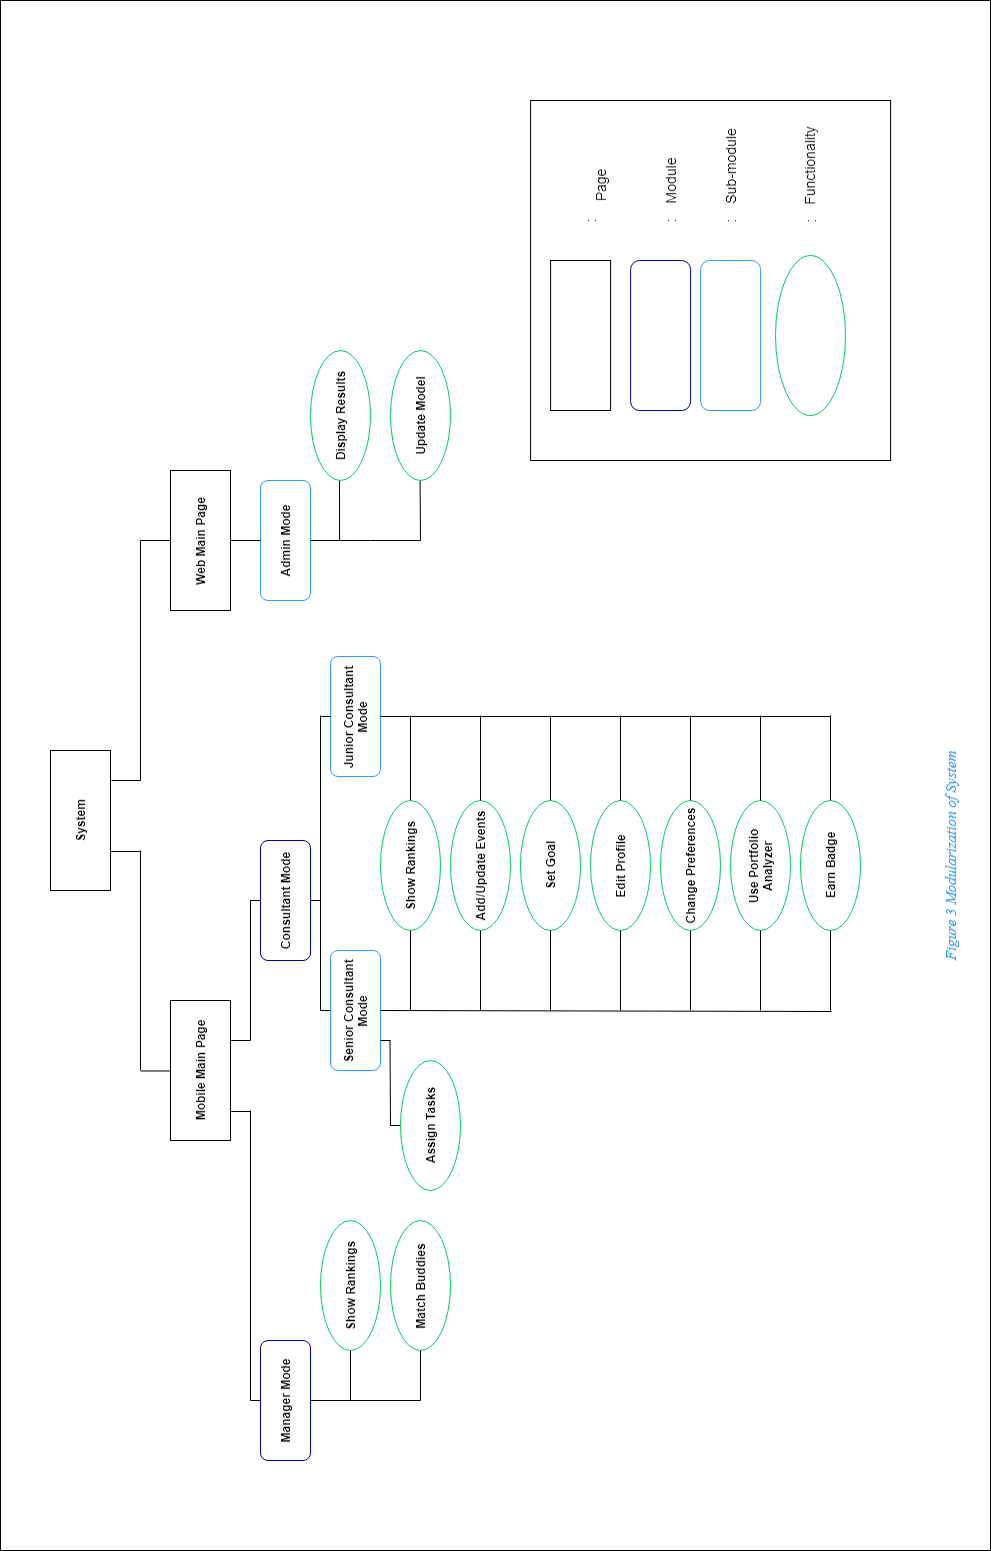 System
Mobile Main Page
Web Main Page
Manager Mode
Consultant Mode
Admin Mode
Show Rankings
Match Buddies
Senior Consultant
Mode
Junior Consultant
Mode
Display Results
Update Model
Assign Tasks
Show Rankings
Add/Update Events
Set Goal
Edit Profile
Change Preferences
Use Portfolio
Analyzer
Earn Badge
: Page
: Module
: Sub-module
: Functionality
Figure 3 Modularization of System